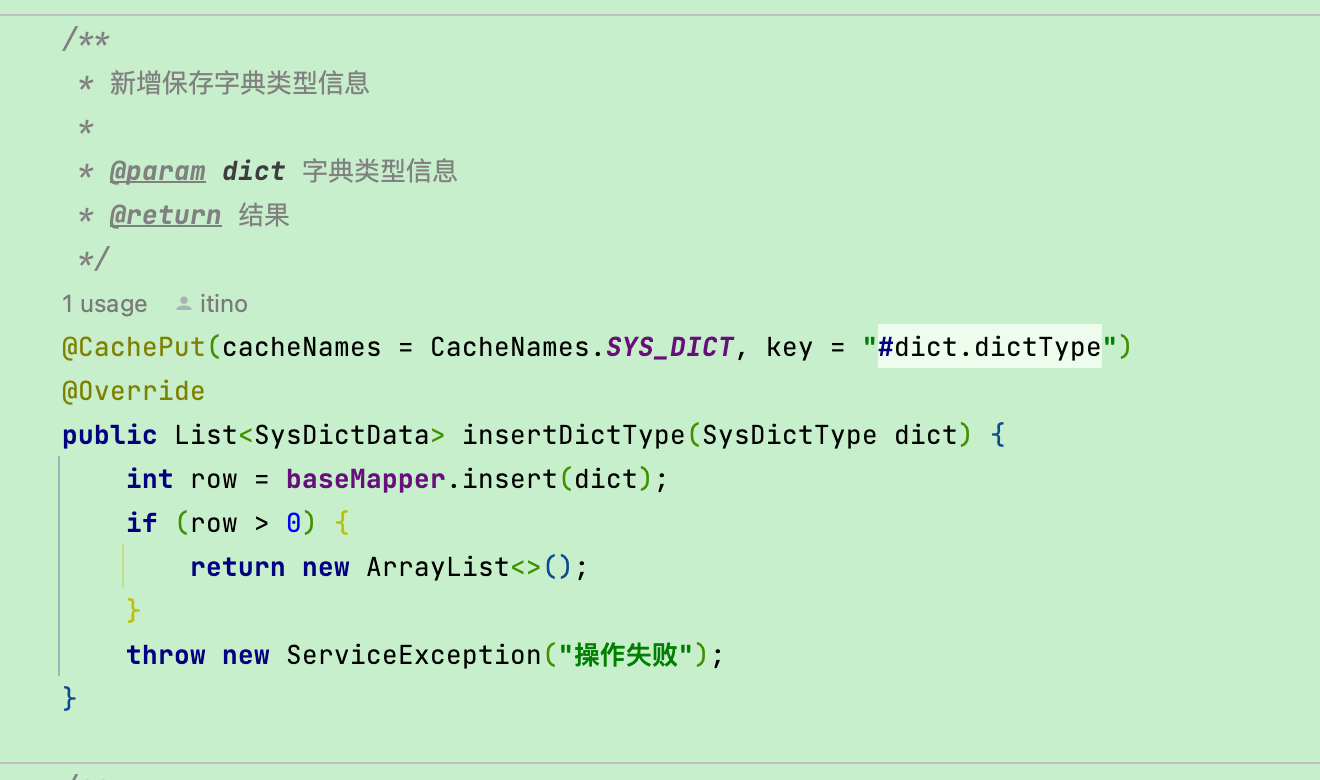 /**
 * 新增保存字典类型信息
 *
 * @param dict 字典类型信息
 * @return 结果
 */
1 usage itino
@CachePut(cacheNames = CacheNames.SYS_DICT, key = "#dict.dictType")
@Override
public List<SysDictData> insertDictType(SysDictType dict) {
    int row = baseMapper.insert(dict);
    if (row > 0) {
        return new ArrayList<>();
    }
    throw new ServiceException("操作失败");
}